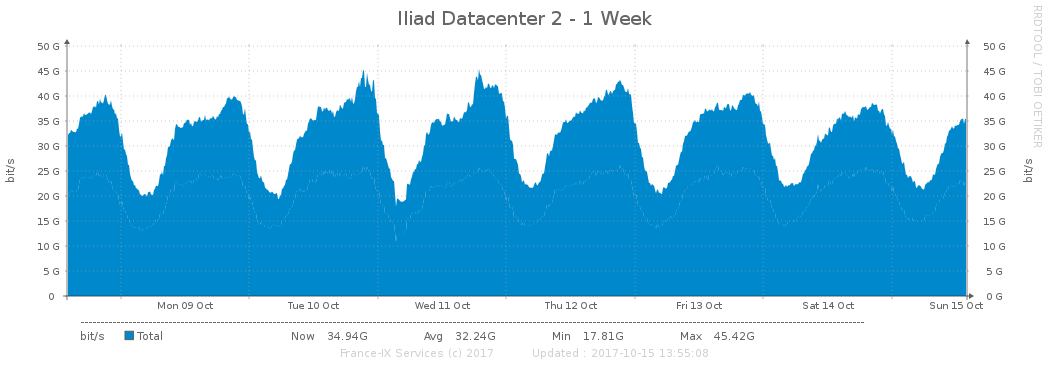 Iliad Datacenter 2 - 1 Week
RRDTOOL / TOBI OETIKER
50 G 50 G
45 G 45 G
40 G 40 G
35 G 35 G
30 G 30 G
25 G 25 G
20 G 20 G
15 G 15 G
10 G 10 G
5 G 5 G
0 0 G
bit/s bit/s
Mon 09 Oct Tue 10 Oct Wed 11 Oct Thu 12 Oct Fri 13 Oct Sat 14 Oct Sun 15 Oct
bit/s Total Now 34.94G Avg 32.24G Min 17.81G Max 45.42G
France-IX Services (c) 2017 Updated : 2017-10-15 13:55:08